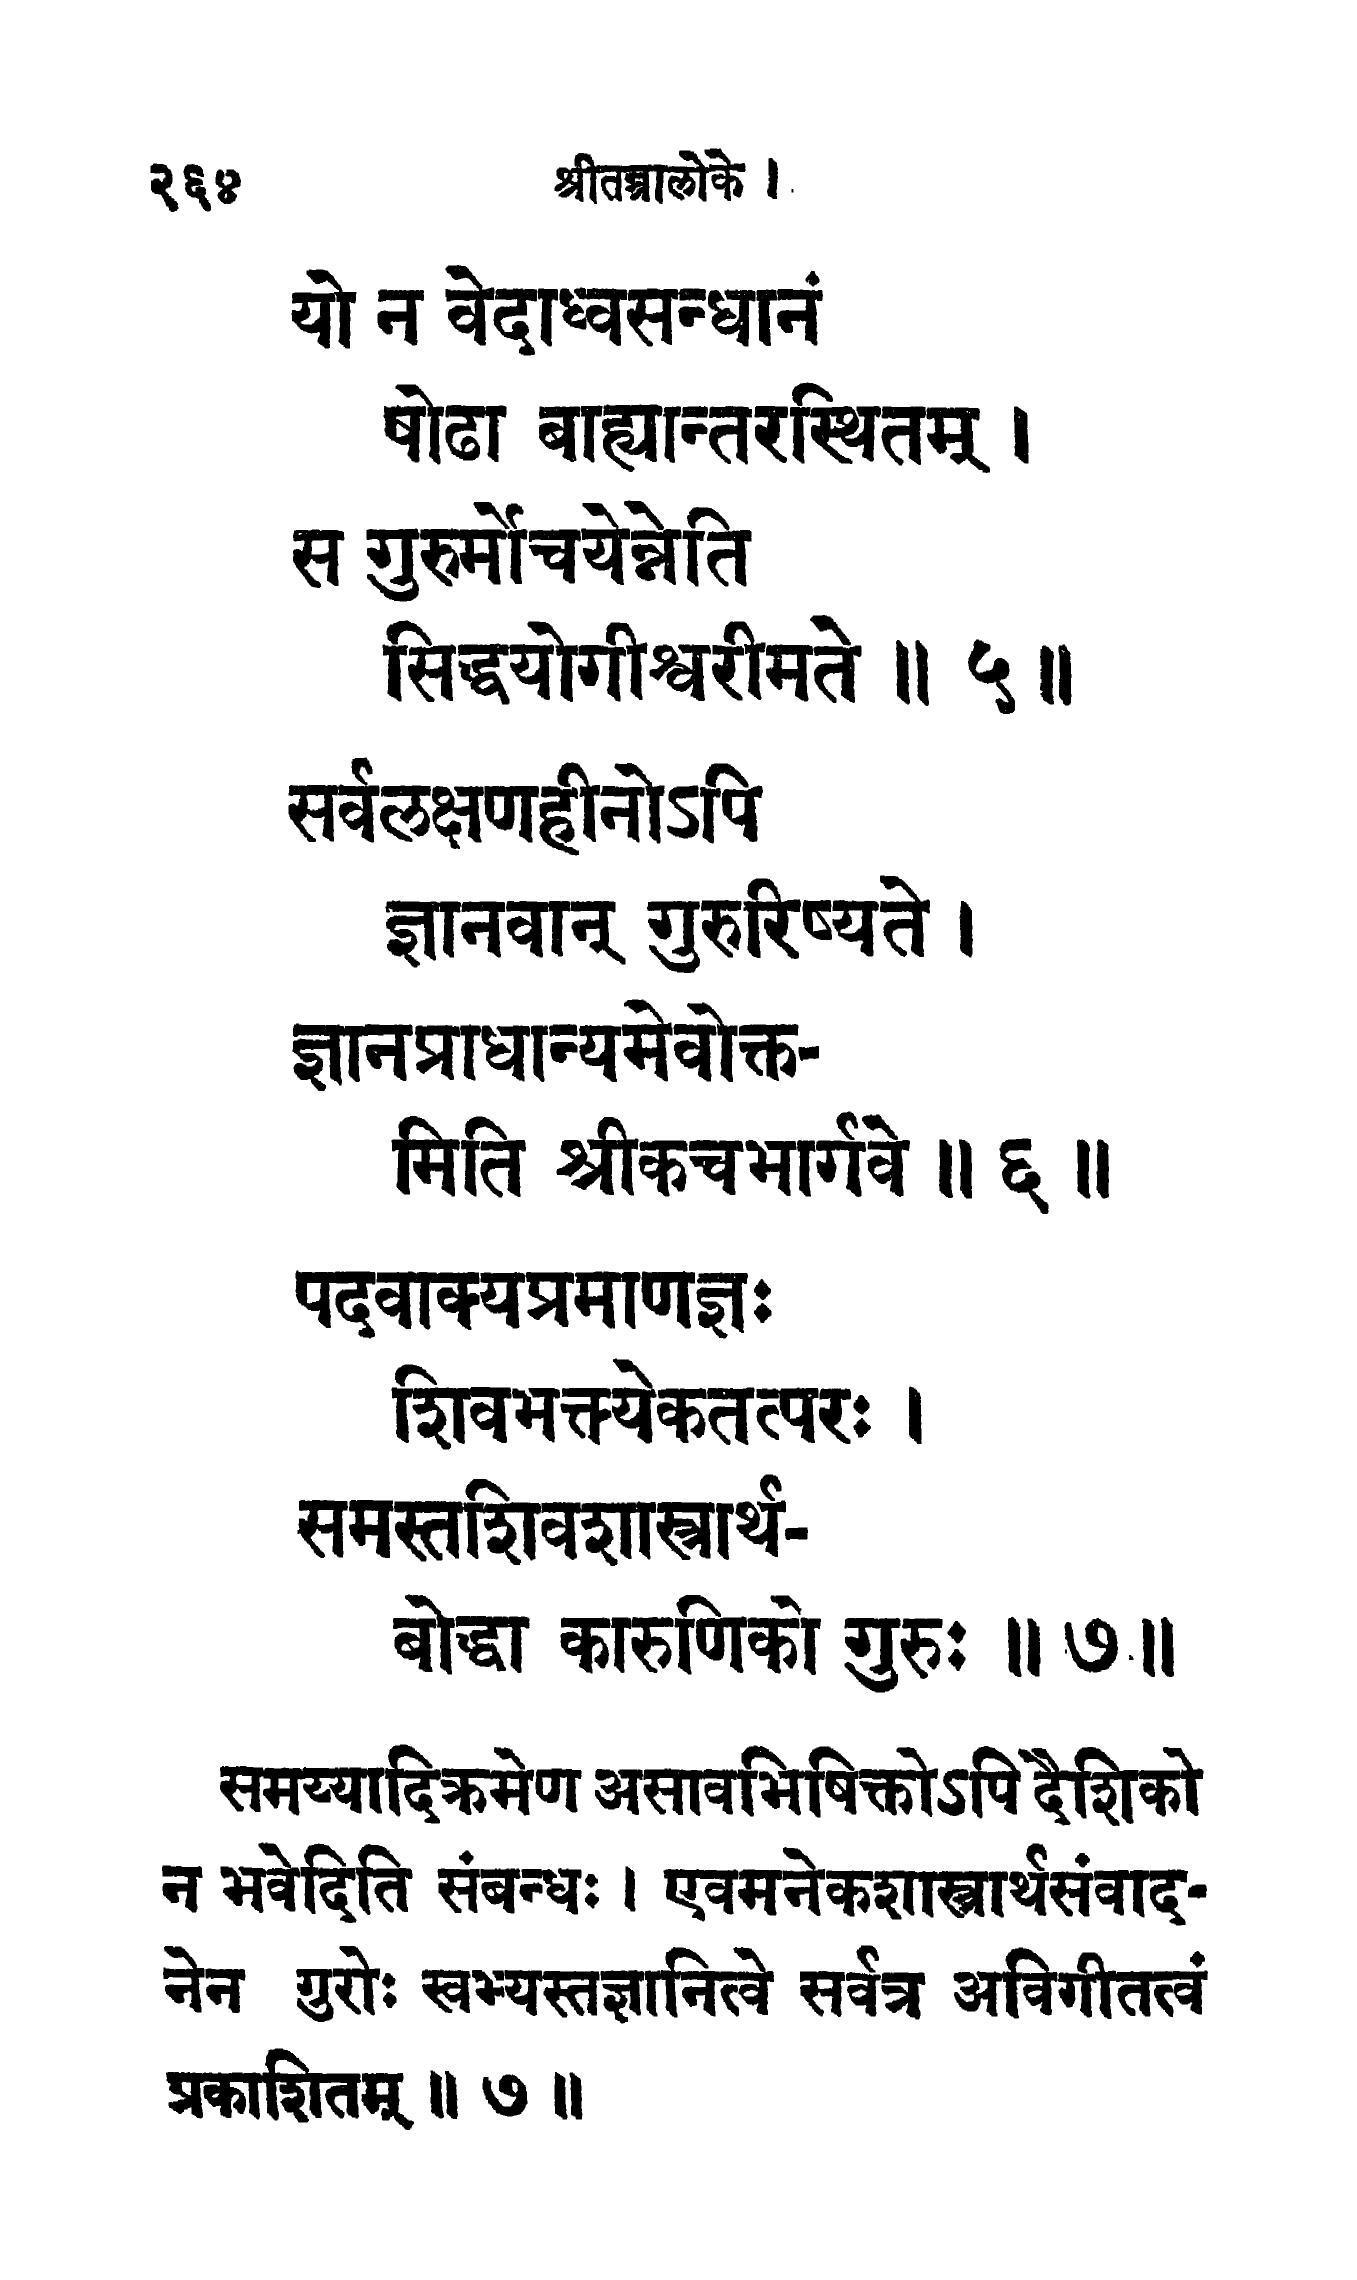 २६४ श्रीतन्त्रालोके ।
यो न वेदाध्वसन्धानं
षोढा बाह्यान्तरस्थितम् ।
स गुरुर्मोचयेन्नेति
सिद्धयोगीश्वरीमते ॥ ५ ॥
सर्वलक्षणहीनोऽपि
ज्ञानवान् गुरुरिष्यते ।
ज्ञानप्राधान्यमेवोक्त-
मिति श्रीकचभार्गवे ॥ ६ ॥
पदवाक्यप्रमाणज्ञः
शिवभक्त्येकतत्परः ।
समस्तशिवशास्त्रार्थ-
बोद्धा कारुणिको गुरुः ॥ ७ ॥
समय्यादिक्रमेण असावभिषिक्तोऽपि दैशिको
न भवेदिति संबन्धः । एवमनेकशास्त्रार्थसंवाद-
नेन गुरोः स्वभ्यस्तज्ञानित्वे सर्वत्र अविगीतत्वं
प्रकाशितम् ॥ ७ ॥